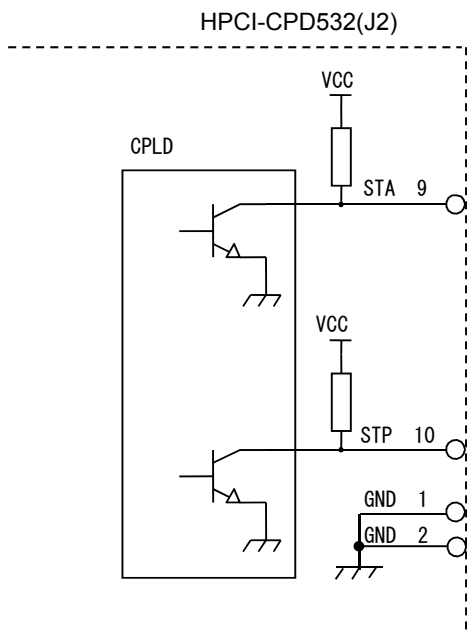 HPCI-CPD532(J2)
VCC
CPLD
STA 9
VCC
STP 10
GND 1
GND 2